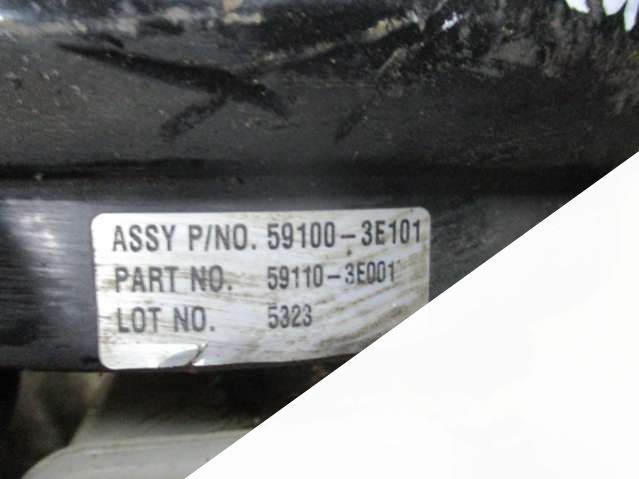 ASSY P/NO. 59100-3E101
PART NO. 59110-3E001
LOT NO. 5323